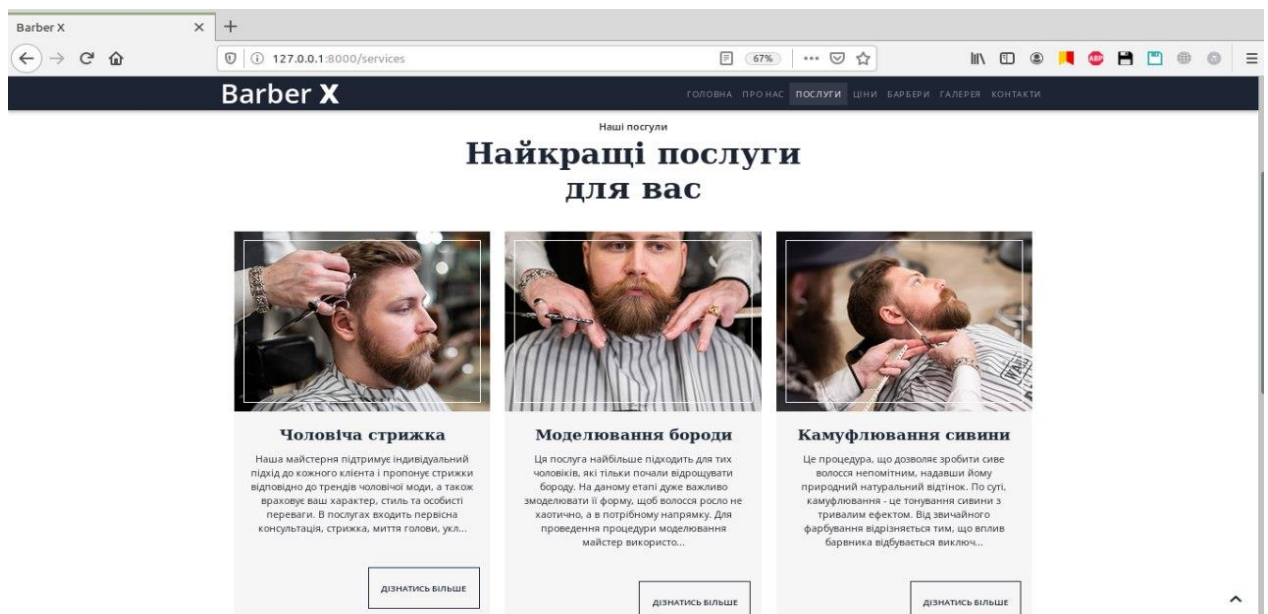 Barber X
127.0.0.1:8000/services
67%
ABP
Barber X
ГОЛОВНА ПРО НАС ПОСЛУГИ ЦІНИ БАРБЕРИ ГАЛЕРЕЯ КОНТАКТИ
Наші посгули
Найкращі послуги
для вас
Чоловіча стрижка
Наша майстерня підтримує індивідуальний
підхід до кожного клієнта і пропонує стрижки
відповідно до трендів чоловічої моди, а також
враховує ваш характер, стиль та особисті
переваги. В послугах входить первісна
консультація, стрижка, миття голови, укл...
ДІЗНАТИСЬ БІЛЬШЕ
Моделювання бороди
Ця послуга найбільше підходить для тих
чоловіків, які тільки почали відрощувати
бороду. На даному етапі дуже важливо
змоделювати її форму, щоб волосся росло не
хаотично, а в потрібному напрямку. Для
проведення процедури моделювання
майстер використо...
ДІЗНАТИСЬ БІЛЬШЕ
Камуфлювання сивини
Це процедура, що дозволяє зробити сиве
волосся непомітним, надавши йому
природний натуральний відтінок. По суті,
камуфлювання - це тонування сивини з
тривалим ефектом. Від звичайного
фарбування відрізняється тим, що вплив
барвника відбувається виключ...
ДІЗНАТИСЬ БІЛЬШЕ